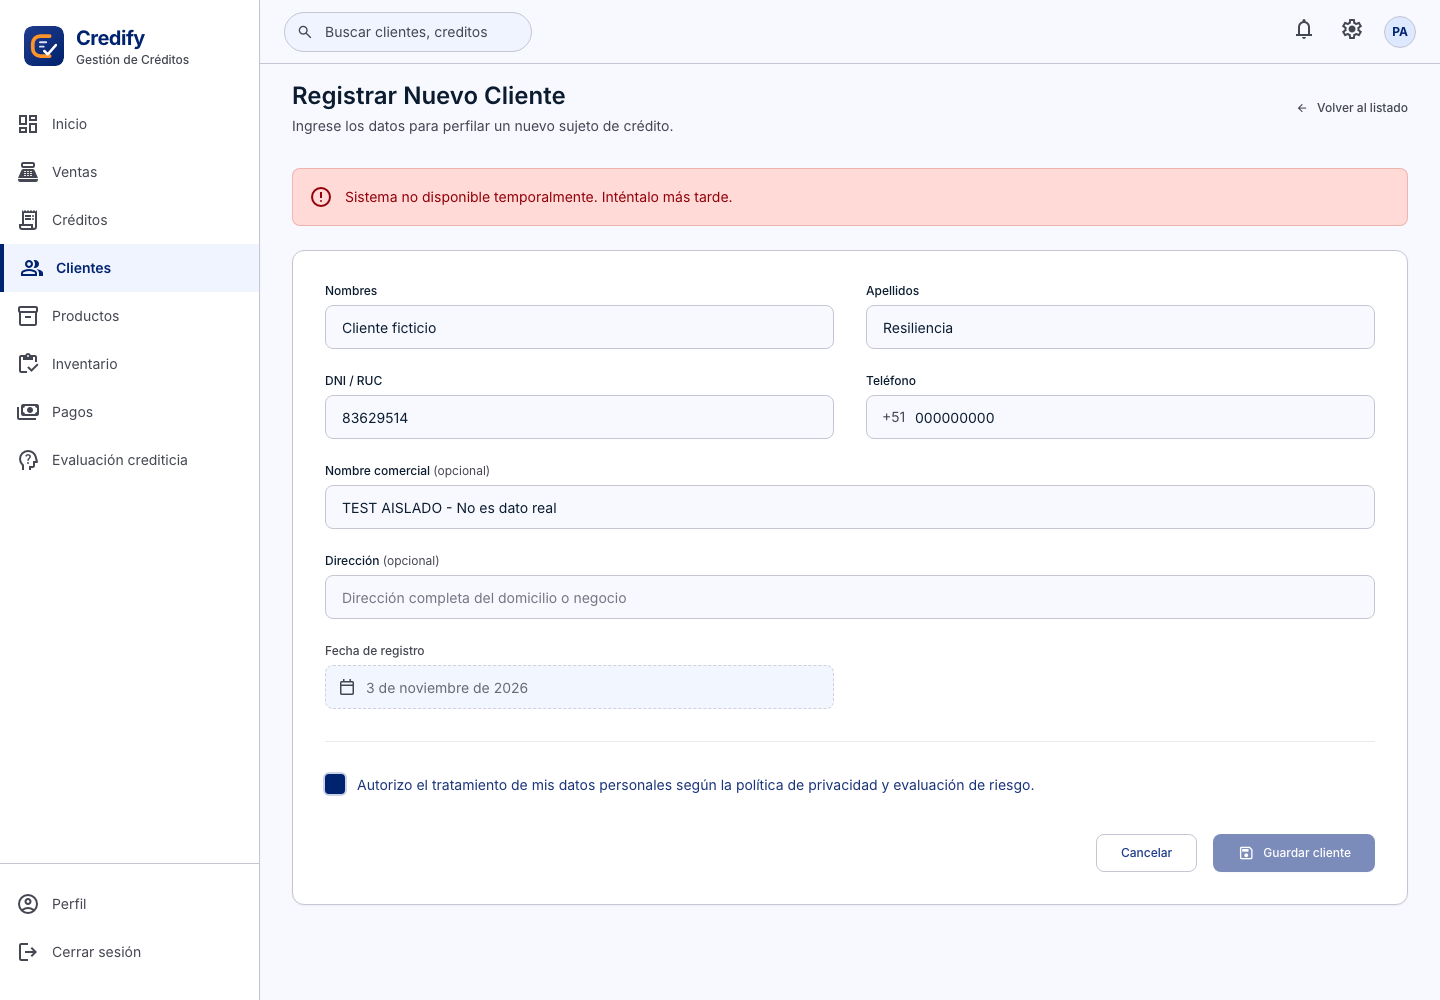 Credify
Gestión de Créditos
Inicio
Ventas
Créditos
Clientes
Productos
Inventario
Pagos
Evaluación crediticia
Perfil
Cerrar sesión
Buscar clientes, creditos
PA
Registrar Nuevo Cliente
Ingrese los datos para perfilar un nuevo sujeto de crédito.
Volver al listado
Sistema no disponible temporalmente. Inténtalo más tarde.
Nombres
Cliente ficticio
Apellidos
Resiliencia
DNI / RUC
83629514
Teléfono
+51 000000000
Nombre comercial (opcional)
TEST AISLADO - No es dato real
Dirección (opcional)
Dirección completa del domicilio o negocio
Fecha de registro
3 de noviembre de 2026
Autorizo el tratamiento de mis datos personales según la política de privacidad y evaluación de riesgo.
Cancelar
Guardar cliente